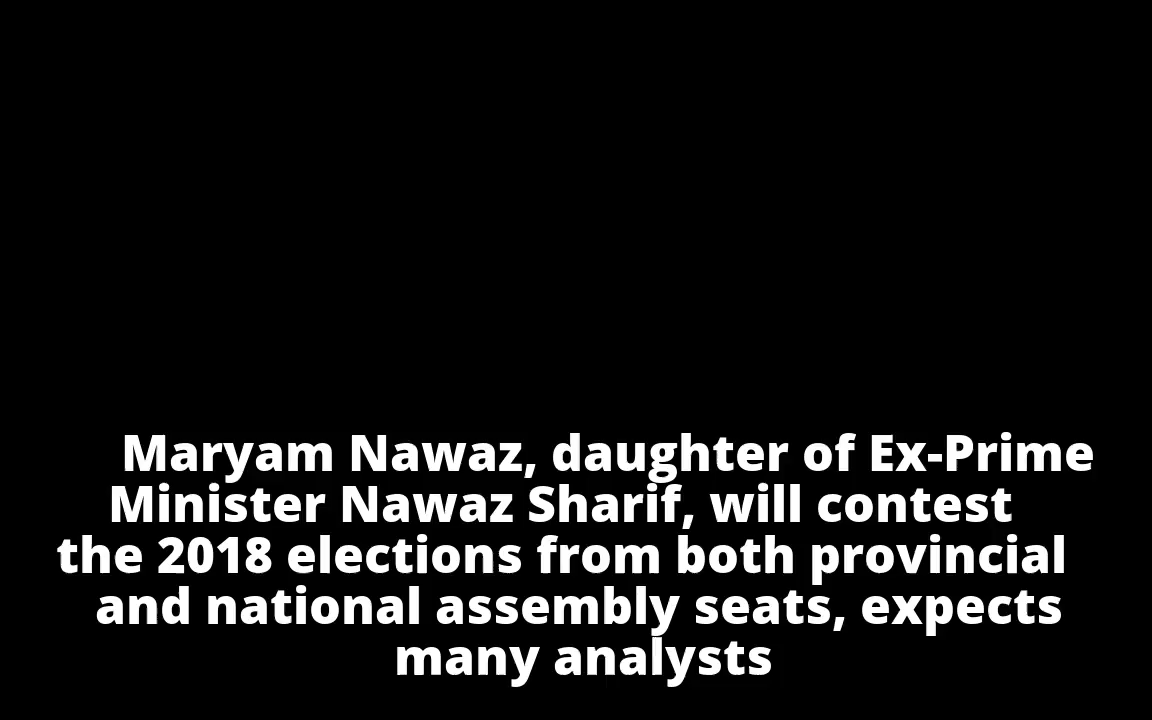 Maryam Nawaz, daughter of Ex-Prime
Minister Nawaz Sharif, will contest
the 2018 elections from both provincial
and national assembly seats, expects
many analysts